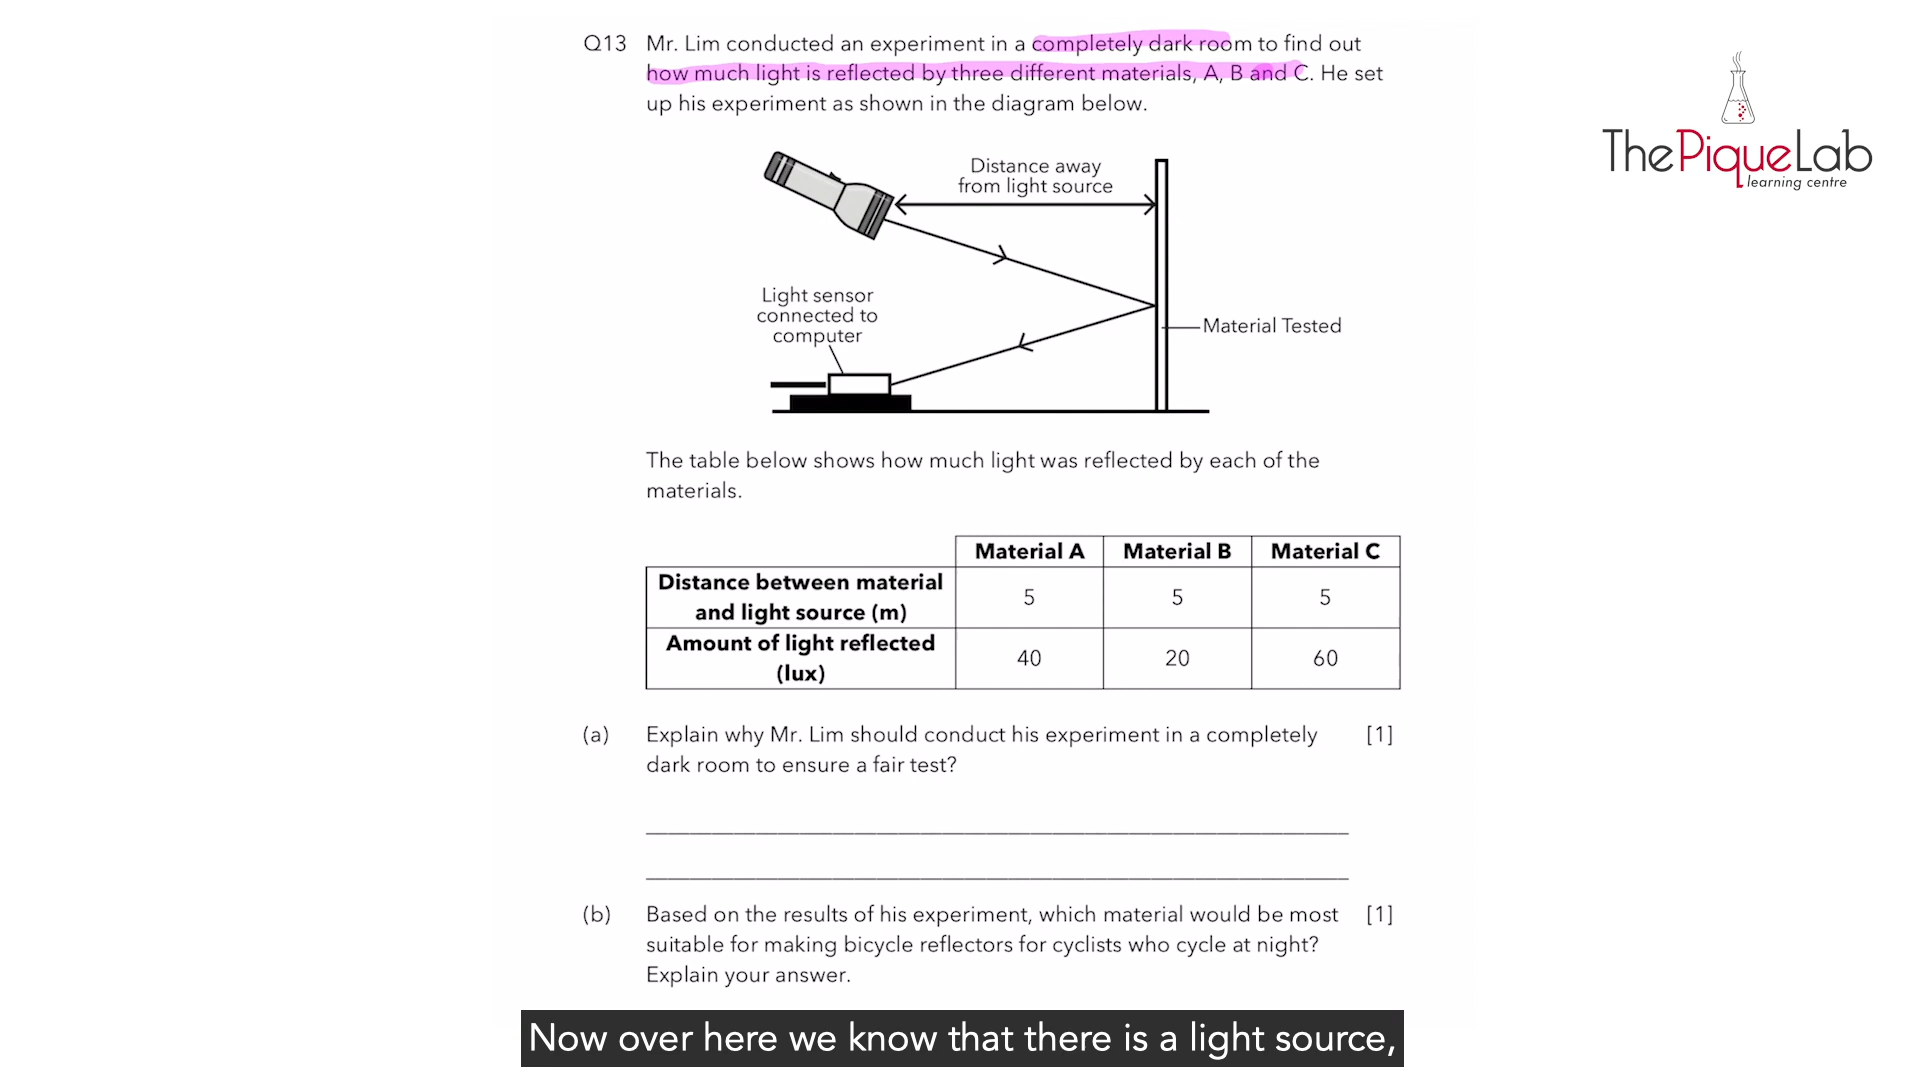 Q13 Mr. Lim conducted an experiment in a completely dark room to find out
how much light is reflected by three different materials, A, B and C. He set
up his experiment as shown in the diagram below.
ThePiqueLab
learning centre
Distance away
from light source
Light sensor
connected to
computer
Material Tested
The table below shows how much light was reflected by each of the
materials.
Material A Material B Material C
Distance between material
and light source (m) 5 5 5
Amount of light reflected
(lux) 40 20 60
(a) Explain why Mr. Lim should conduct his experiment in a completely [1]
dark room to ensure a fair test?
(b) Based on the results of his experiment, which material would be most [1]
suitable for making bicycle reflectors for cyclists who cycle at night?
Explain your answer.
Now over here we know that there is a light source,